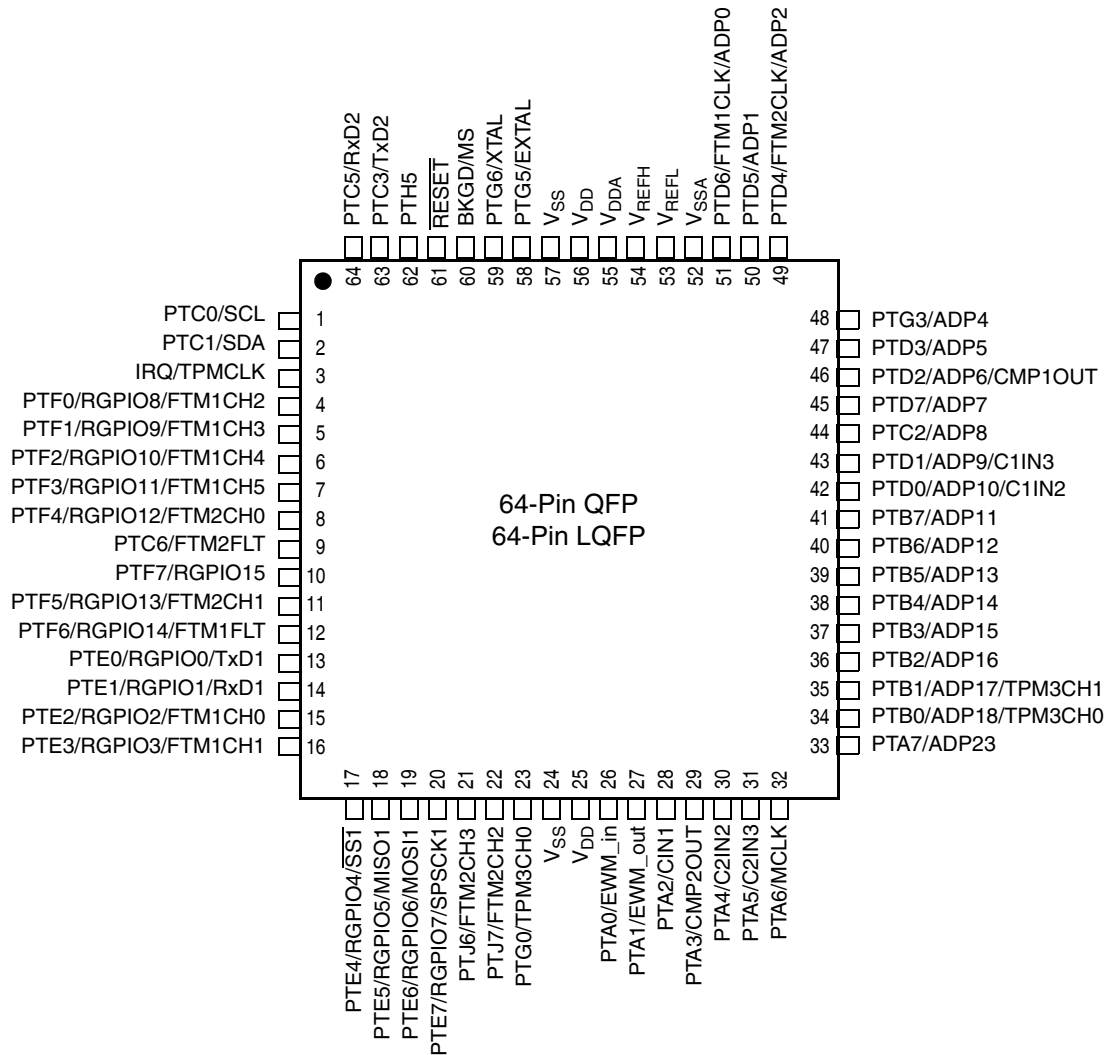 PTC5/RxD2
PTC3/TxD2
PTH5
RESET
BKGD/MS
PTG6/XTAL
PTG5/EXTAL
VSS
VDD
VDDA
VREFH
VREFL
VSSA
PTD6/FTM1CLK/ADP0
PTD5/ADP1
PTD4/FTM2CLK/ADP2
64 63 62 61 60 59 58 57 56 55 54 53 52 51 50 49
PTC0/SCL 1
PTC1/SDA 2
IRQ/TPMCLK 3
PTF0/RGPIO8/FTM1CH2 4
PTF1/RGPIO9/FTM1CH3 5
PTF2/RGPIO10/FTM1CH4 6
PTF3/RGPIO11/FTM1CH5 7
PTF4/RGPIO12/FTM2CH0 8
PTC6/FTM2FLT 9
PTF7/RGPIO15 10
PTF5/RGPIO13/FTM2CH1 11
PTF6/RGPIO14/FTM1FLT 12
PTE0/RGPIO0/TxD1 13
PTE1/RGPIO1/RxD1 14
PTE2/RGPIO2/FTM1CH0 15
PTE3/RGPIO3/FTM1CH1 16
64-Pin QFP
64-Pin LQFP
48 PTG3/ADP4
47 PTD3/ADP5
46 PTD2/ADP6/CMP1OUT
45 PTD7/ADP7
44 PTC2/ADP8
43 PTD1/ADP9/C1IN3
42 PTD0/ADP10/C1IN2
41 PTB7/ADP11
40 PTB6/ADP12
39 PTB5/ADP13
38 PTB4/ADP14
37 PTB3/ADP15
36 PTB2/ADP16
35 PTB1/ADP17/TPM3CH1
34 PTB0/ADP18/TPM3CH0
33 PTA7/ADP23
17 18 19 20 21 22 23 24 25 26 27 28 29 30 31 32
PTE4/RGPIO4/SS1
PTE5/RGPIO5/MISO1
PTE6/RGPIO6/MOSI1
PTE7/RGPIO7/SPSCK1
PTJ6/FTM2CH3
PTJ7/FTM2CH2
PTG0/TPM3CH0
VSS
VDD
PTA0/EWM_in
PTA1/EWM_out
PTA2/CIN1
PTA3/CMP2OUT
PTA4/C2IN2
PTA5/C2IN3
PTA6/MCLK